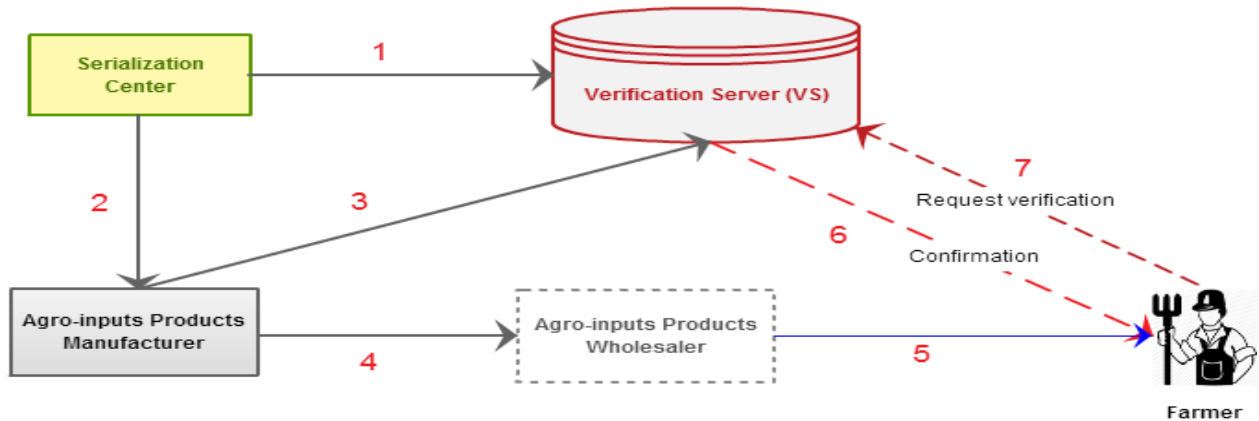 1
Serialization
Center
Verification Server (VS)
2
3
7
Request verification
6
Confirmation
Agro-inputs Products
Manufacturer
4
Agro-inputs Products
Wholesaler
5
Farmer